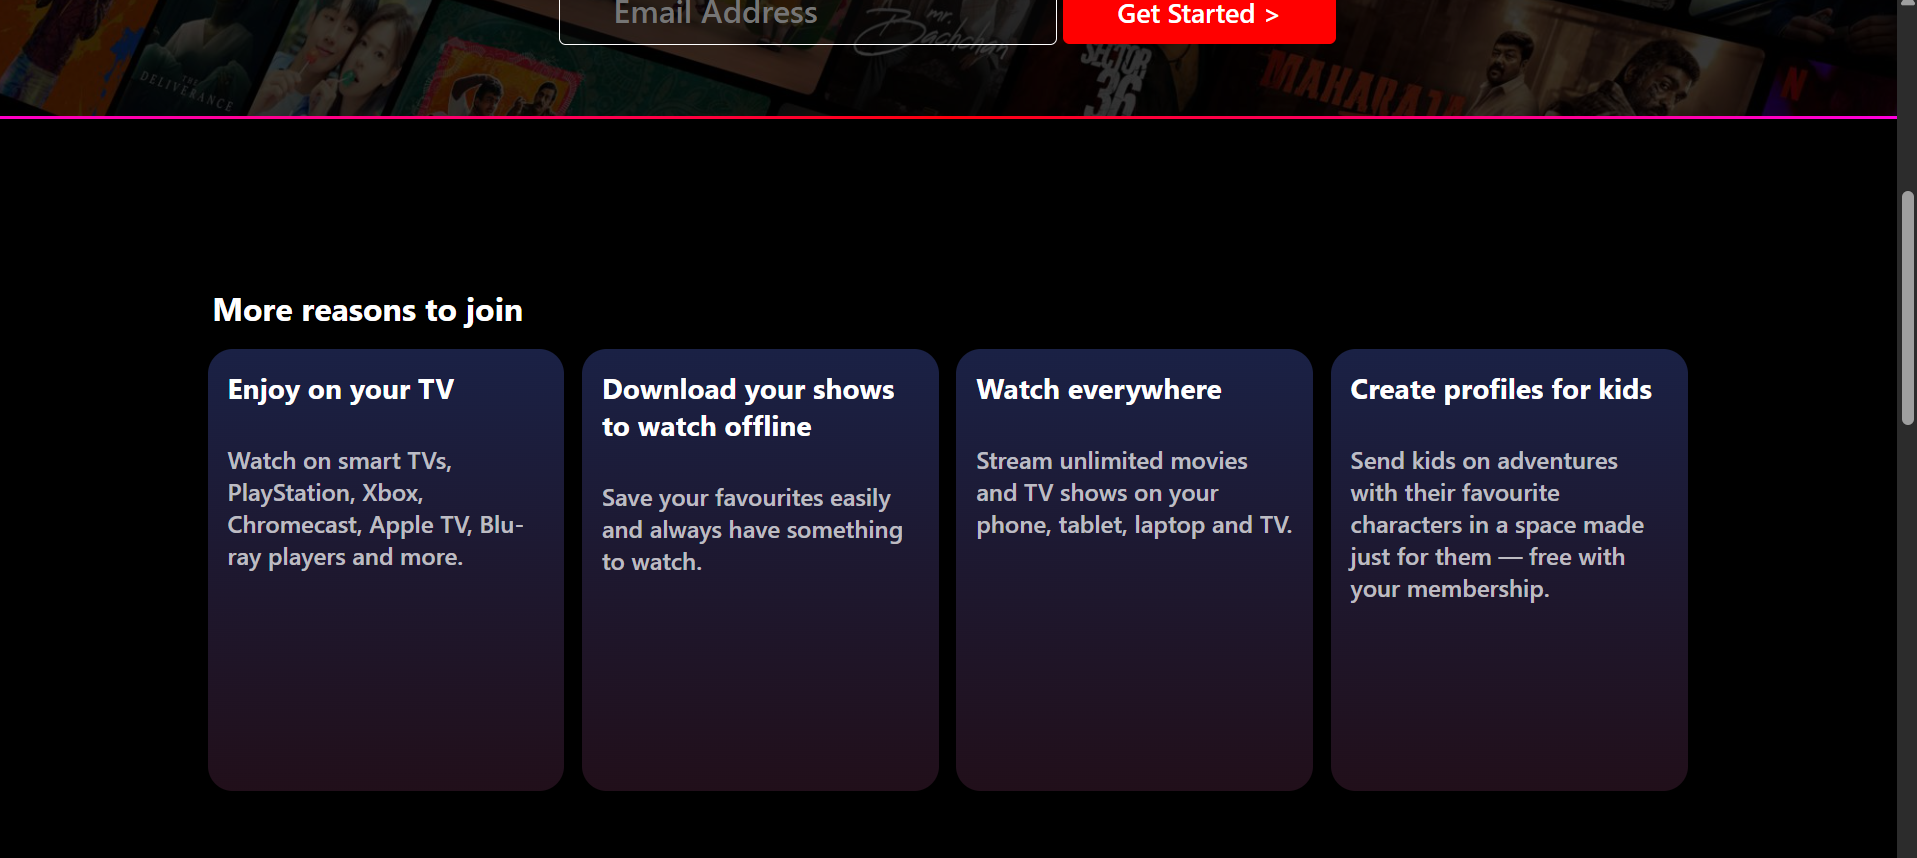 Email Address
Get Started >
THE
DELIVERANCE
mr.
Bachchan
SECTOR
36
MAHARAJA
N
More reasons to join
Enjoy on your TV
Watch on smart TVs,
PlayStation, Xbox,
Chromecast, Apple TV, Blu-
ray players and more.
Download your shows
to watch offline
Save your favourites easily
and always have something
to watch.
Watch everywhere
Stream unlimited movies
and TV shows on your
phone, tablet, laptop and TV.
Create profiles for kids
Send kids on adventures
with their favourite
characters in a space made
just for them — free with
your membership.